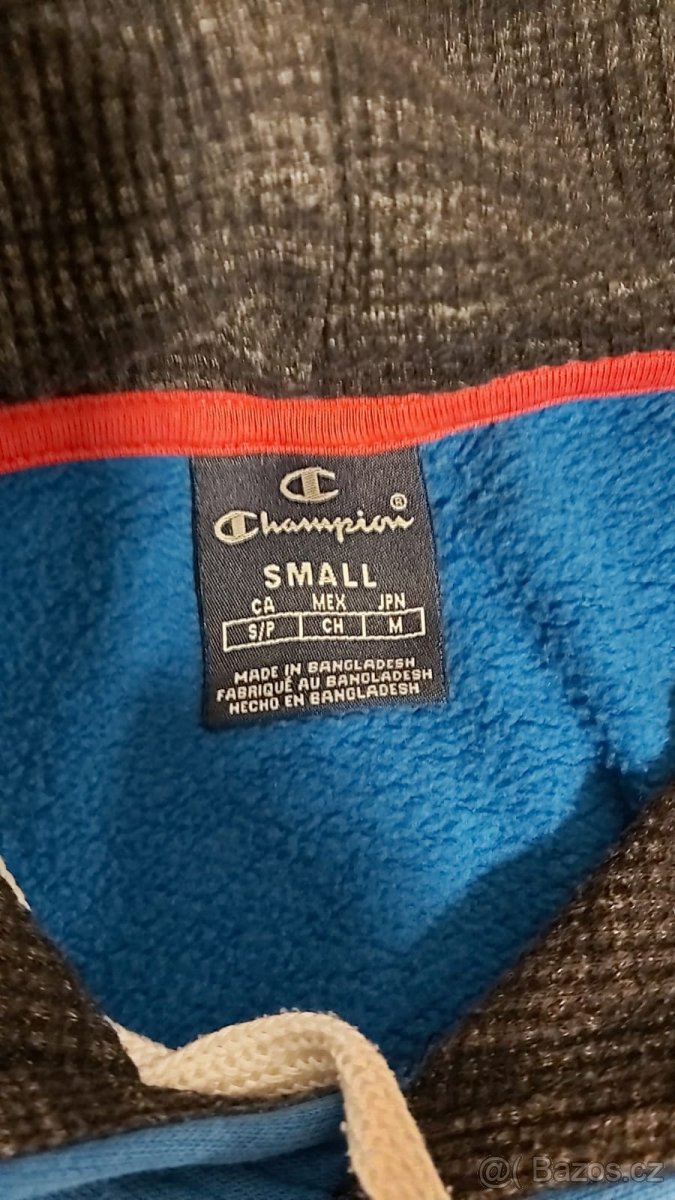 Champion®
SMALL
CA MEX JPN
S/P CH M
MADE IN BANGLADESH
FABRIQUÉ AU BANGLADESH
HECHO EN BANGLADESH
@ Bazos.cz